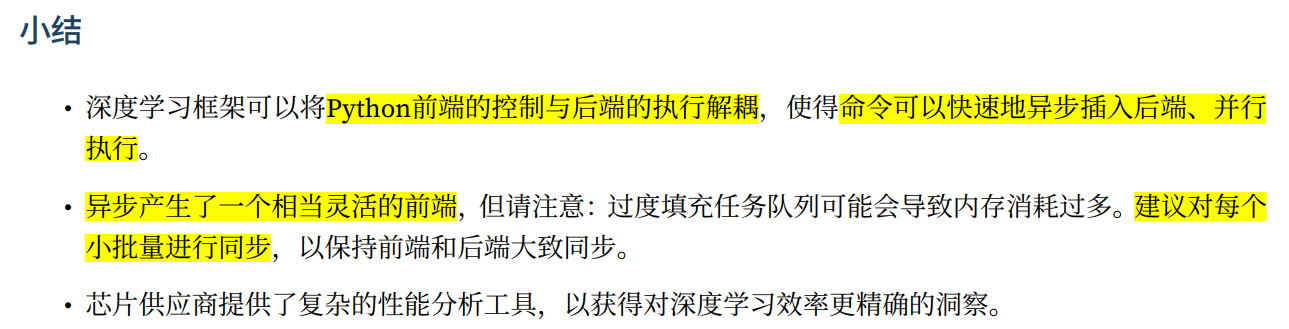 小结
• 深度学习框架可以将Python前端的控制与后端的执行解耦，使得命令可以快速地异步插入后端、并行
执行。
• 异步产生了一个相当灵活的前端，但请注意：过度填充任务队列可能会导致内存消耗过多。建议对每个
小批量进行同步，以保持前端和后端大致同步。
• 芯片供应商提供了复杂的性能分析工具，以获得对深度学习效率更精确的洞察。